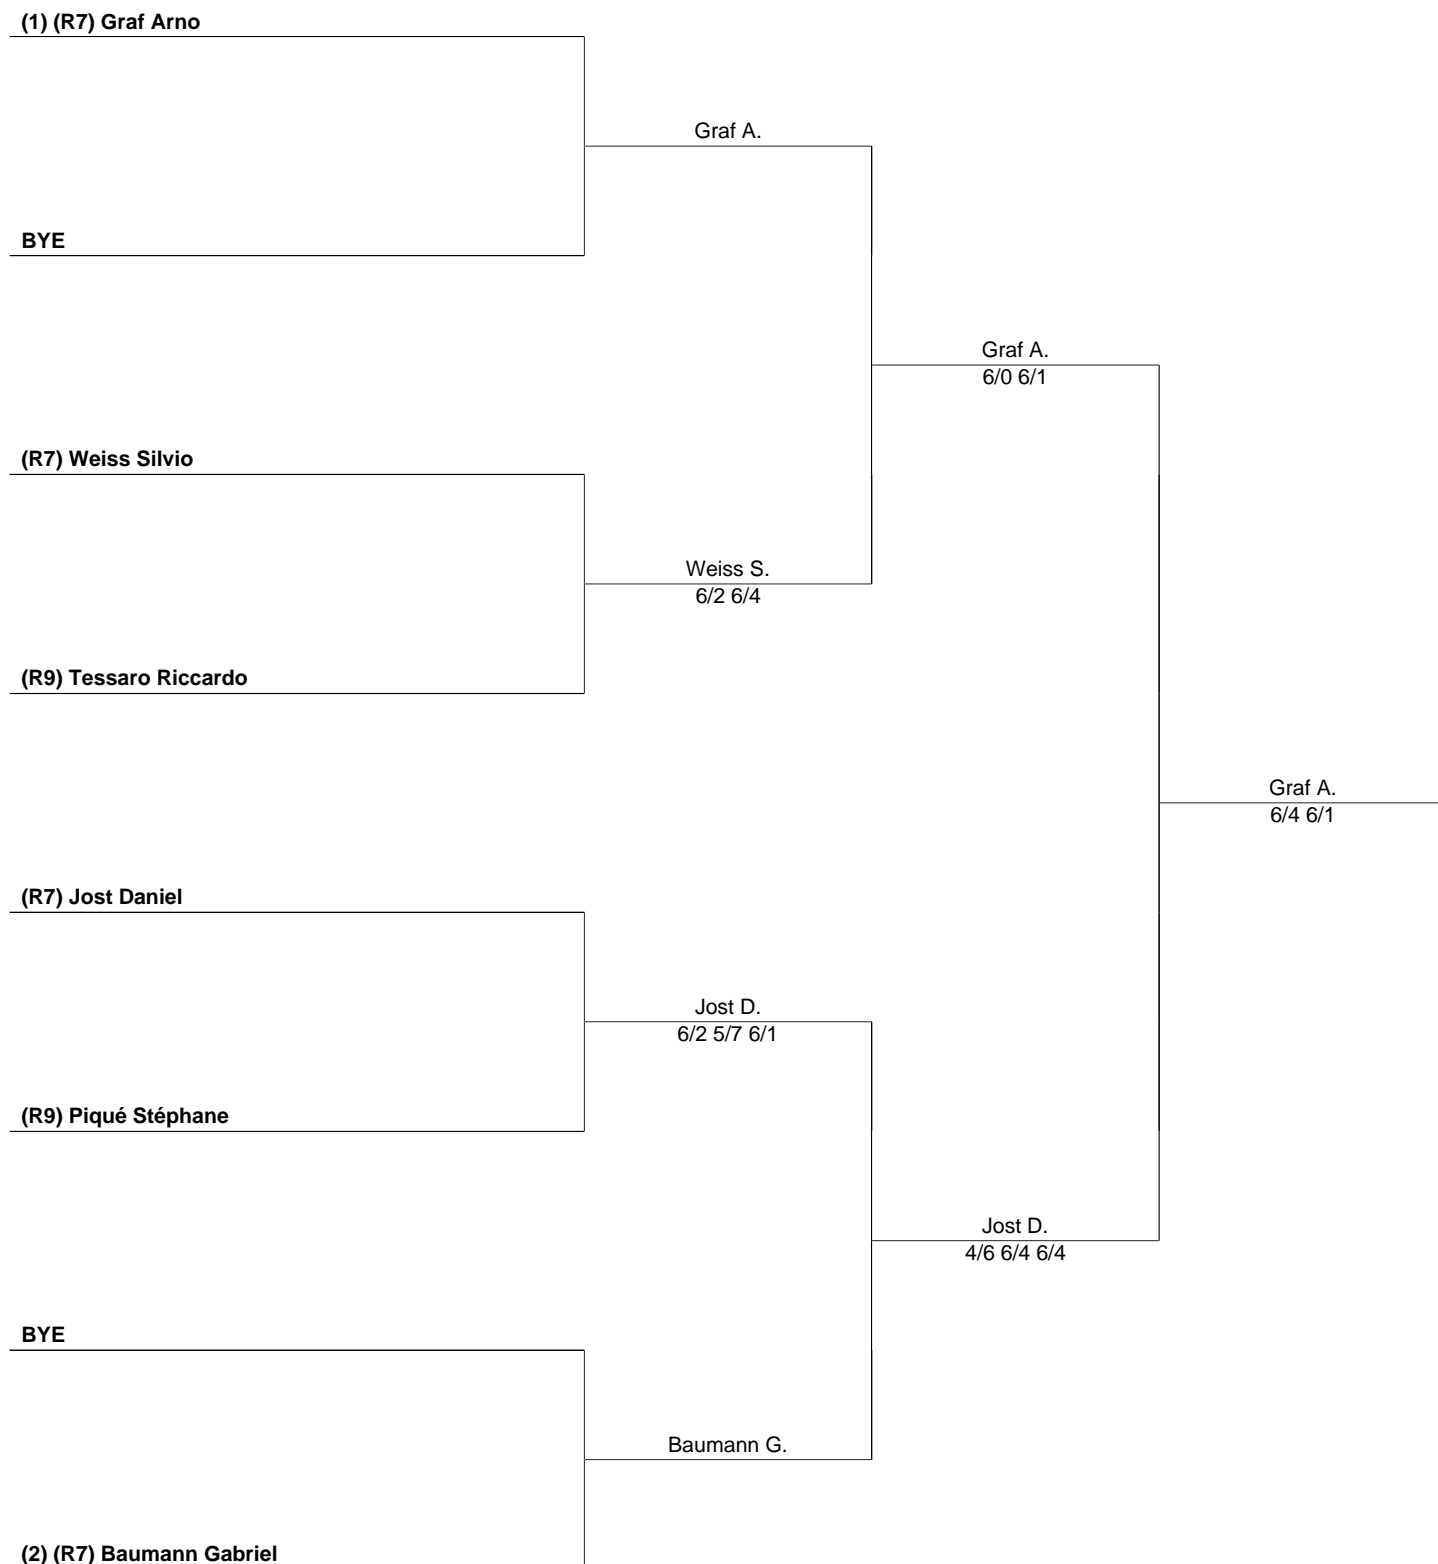 (1) (R7) Graf Arno
Graf A.
BYE
Graf A.
6/0 6/1
(R7) Weiss Silvio
Weiss S.
6/2 6/4
(R9) Tessaro Riccardo
Graf A.
6/4 6/1
(R7) Jost Daniel
Jost D.
6/2 5/7 6/1
(R9) Piqué Stéphane
Jost D.
4/6 6/4 6/4
BYE
Baumann G.
(2) (R7) Baumann Gabriel